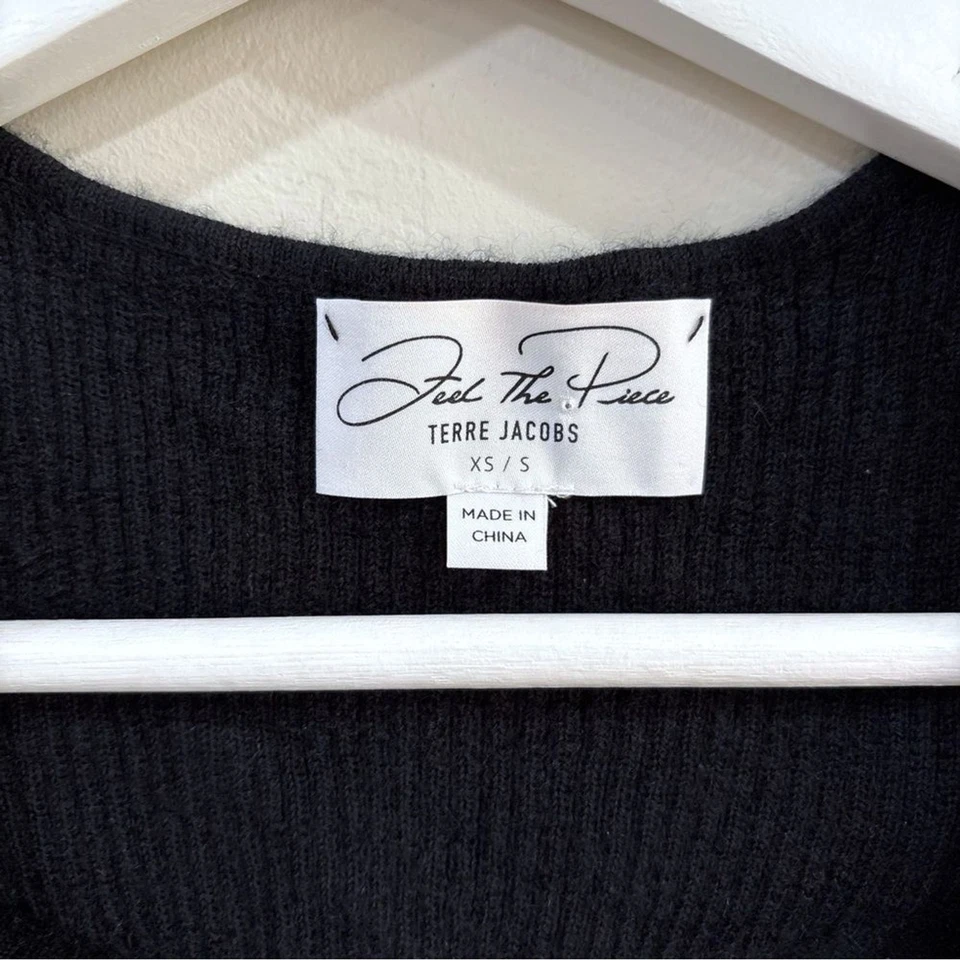 Feel The Piece
TERRE JACOBS
XS / S
MADE IN
CHINA